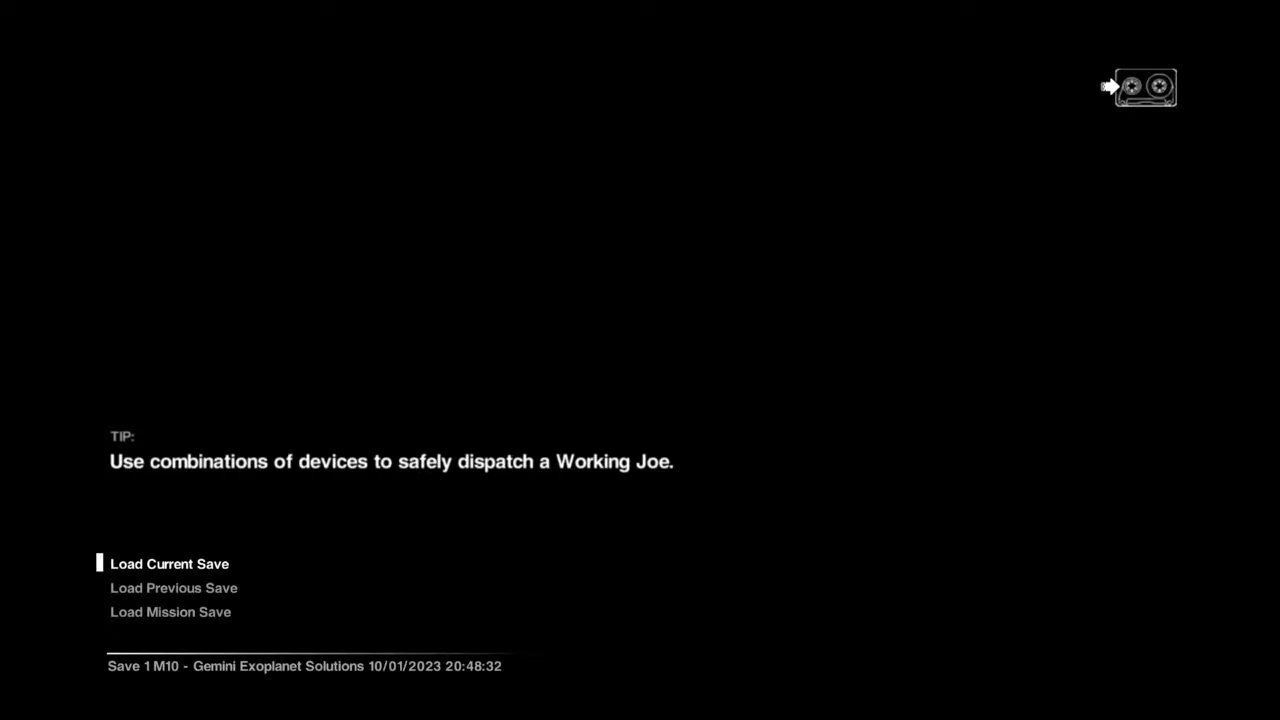 TIP:
Use combinations of devices to safely dispatch a Working Joe.
Load Current Save
Load Previous Save
Load Mission Save
Save 1 M10 - Gemini Exoplanet Solutions 10/01/2023 20:48:32